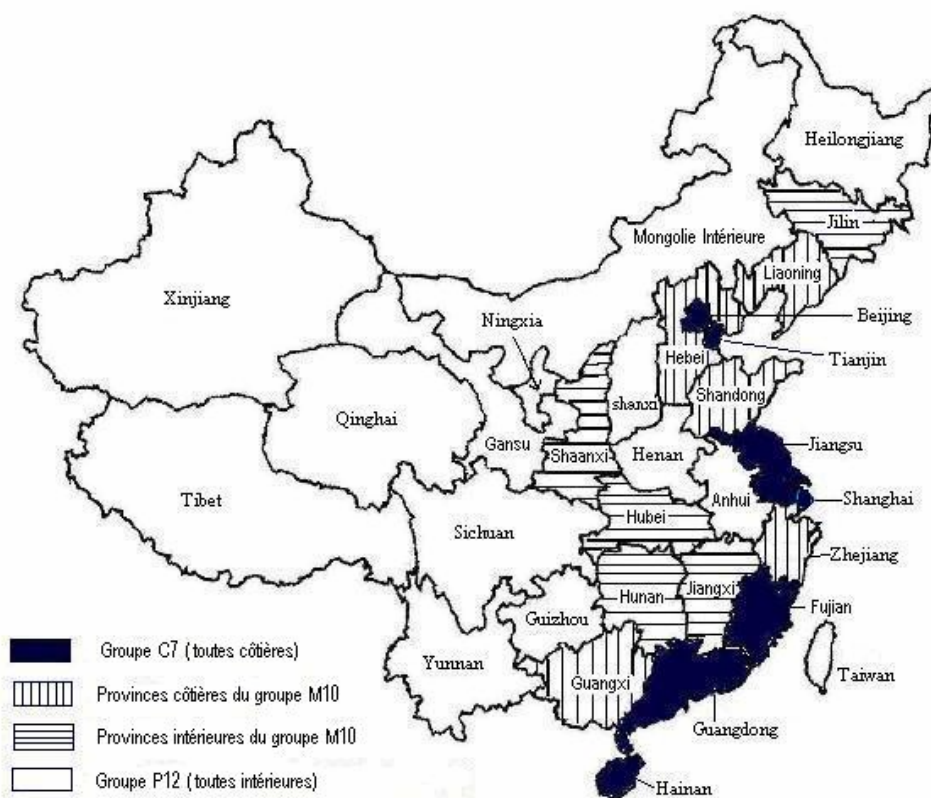 Heilongjiang
Jilin
Mongolie Intérieure
Liaoning
Xinjiang
Beijing
Ningxia
Tianjin
Hebei
Shandong
shanxi
Qinghai
Jiangsu
Gansu
Shaanxi
Henan
Tibet
Anhui
Shanghai
Hubei
Sichuan
Zhejiang
Jiangxi
Hunan
Fujian
Guizhou
Groupe C7 (toutes côtières)
Yunnan
Taiwan
Guangxi
Provinces côtières du groupe M10
Guangdong
Provinces intérieures du groupe M10
Groupe P12 (toutes intérieures)
Hainan